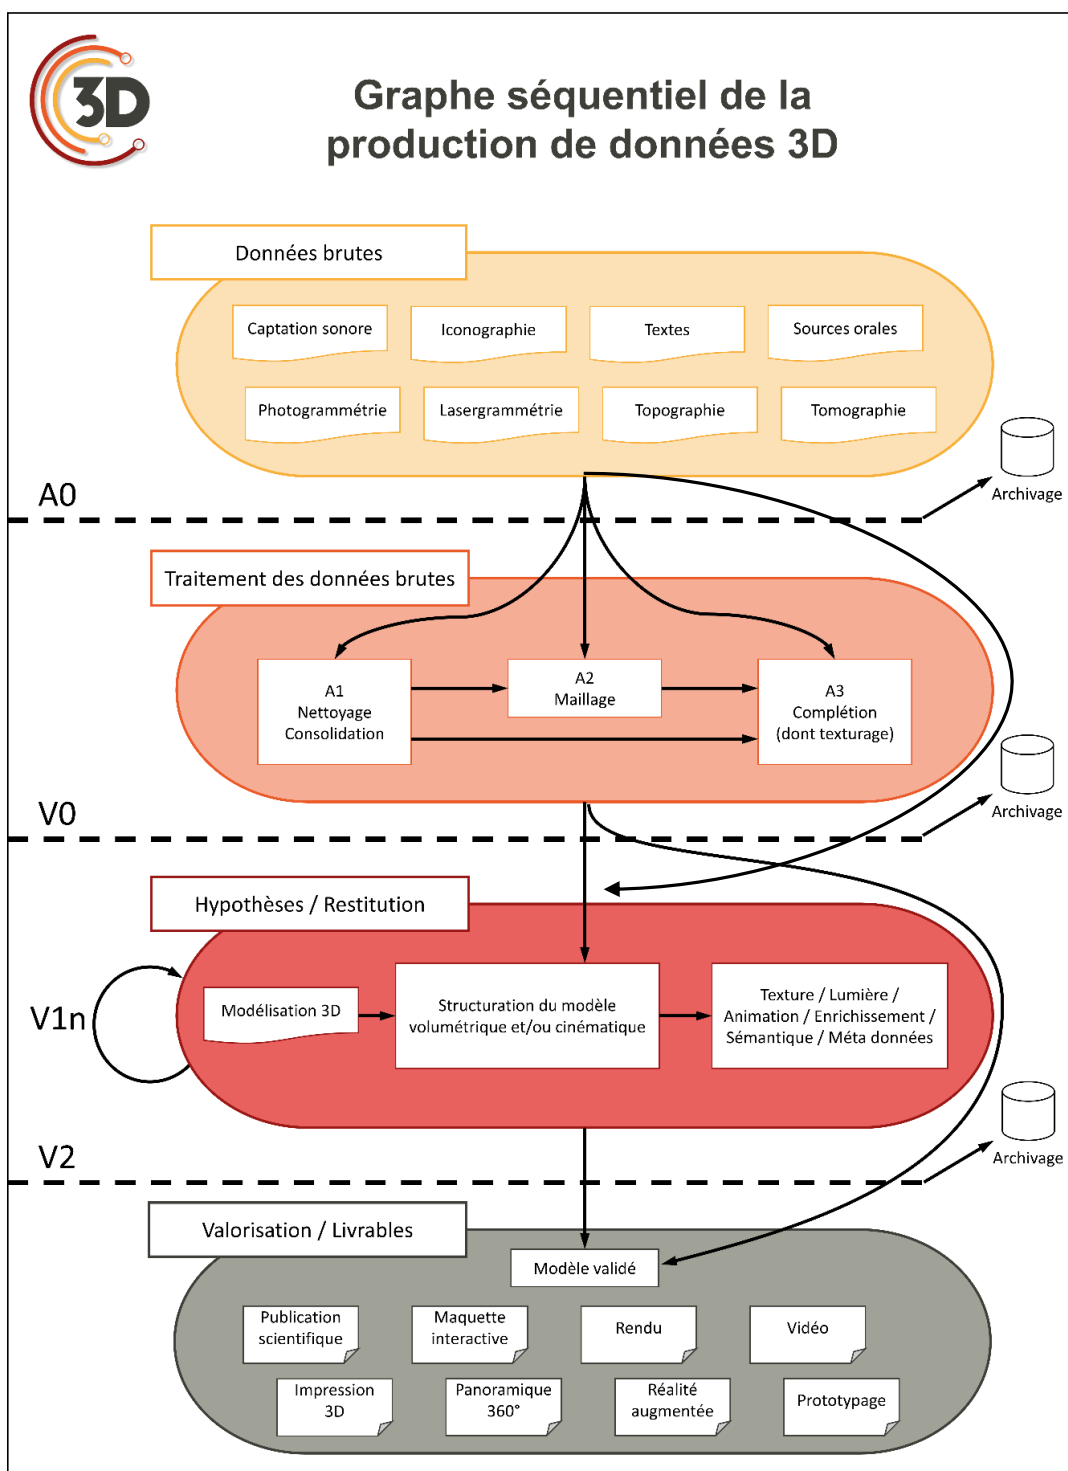 3D
Graphe séquentiel de la
production de données 3D
Données brutes
Captation sonore
Iconographie
Textes
Sources orales
Photogrammétrie
Lasergrammétrie
Topographie
Tomographie
Archivage
A0
Traitement des données brutes
A1
Nettoyage
Consolidation
A2
Maillage
A3
Complétion
(dont texturage)
Archivage
V0
Hypothèses / Restitution
V1n
Modélisation 3D
Structuration du modèle
volumétrique et/ou cinématique
Texture / Lumière /
Animation / Enrichissement /
Sémantique / Méta données
Archivage
V2
Valorisation / Livrables
Modèle validé
Publication
scientifique
Maquette
interactive
Rendu
Vidéo
Impression
3D
Panoramique
360°
Réalité
augmentée
Prototypage